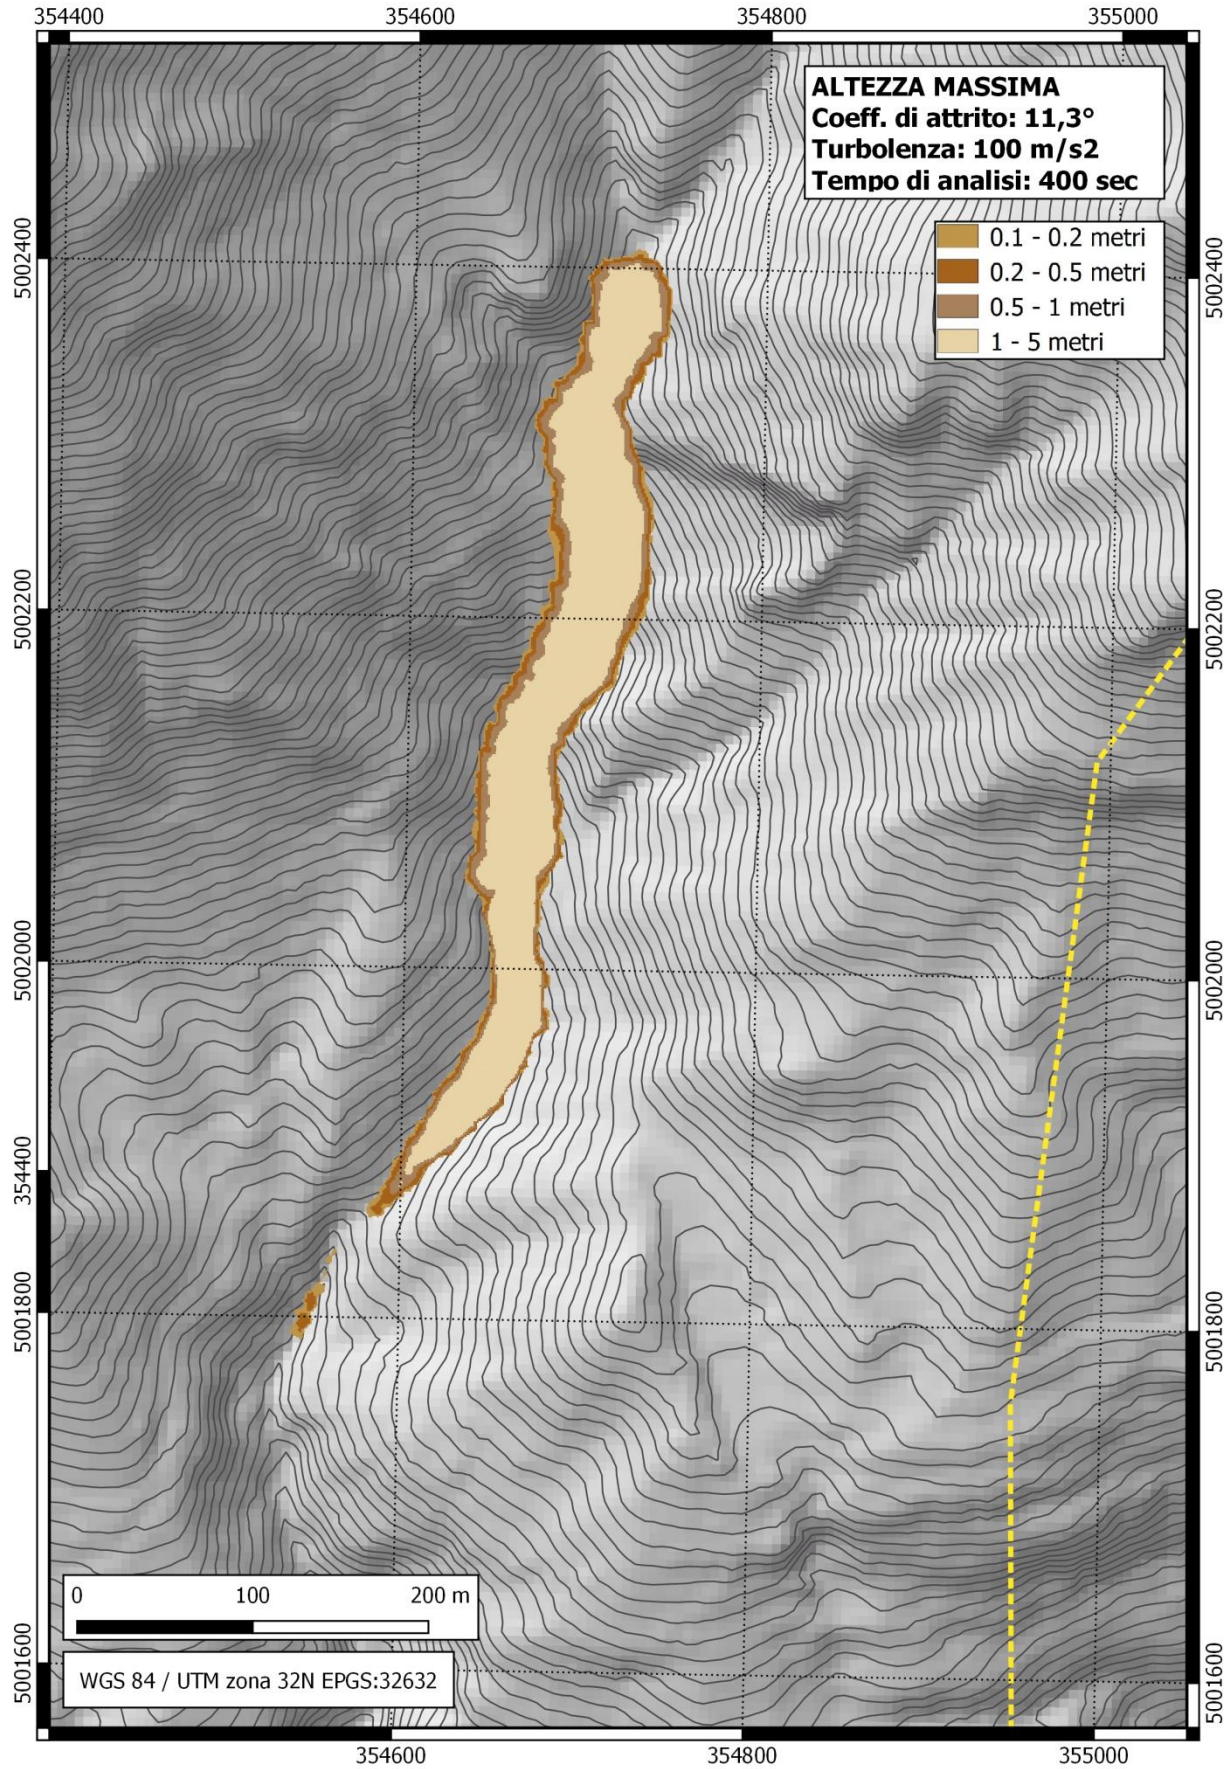 354400 354600 354800 355000
ALTEZZA MASSIMA
Coeff. di attrito: 11,3°
Turbolenza: 100 m/s2
Tempo di analisi: 400 sec
0.1 - 0.2 metri
0.2 - 0.5 metri
0.5 - 1 metri
1 - 5 metri
5002400
5002400
5002200
5002200
5002000
5002000
354400
5001800
5001800
5001600
5001600
0 100 200 m
WGS 84 / UTM zona 32N EPGS:32632
354600 354800 355000